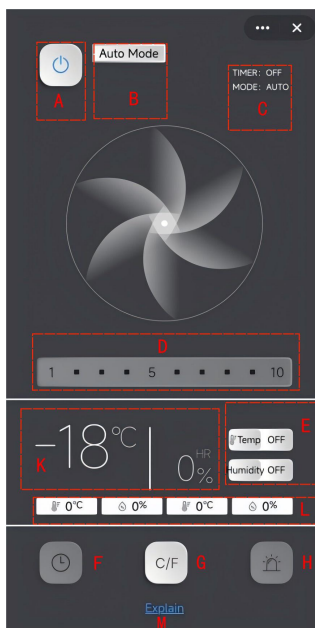 Auto Mode
A
B
TIMER: OFF
MODE: AUTO
C
D
1 5 10
E
-18°C
HR
0%
K
Temp OFF
Humidity OFF
0°C 0% 0°C 0%
L
F
C/F
G
H
Explain
M